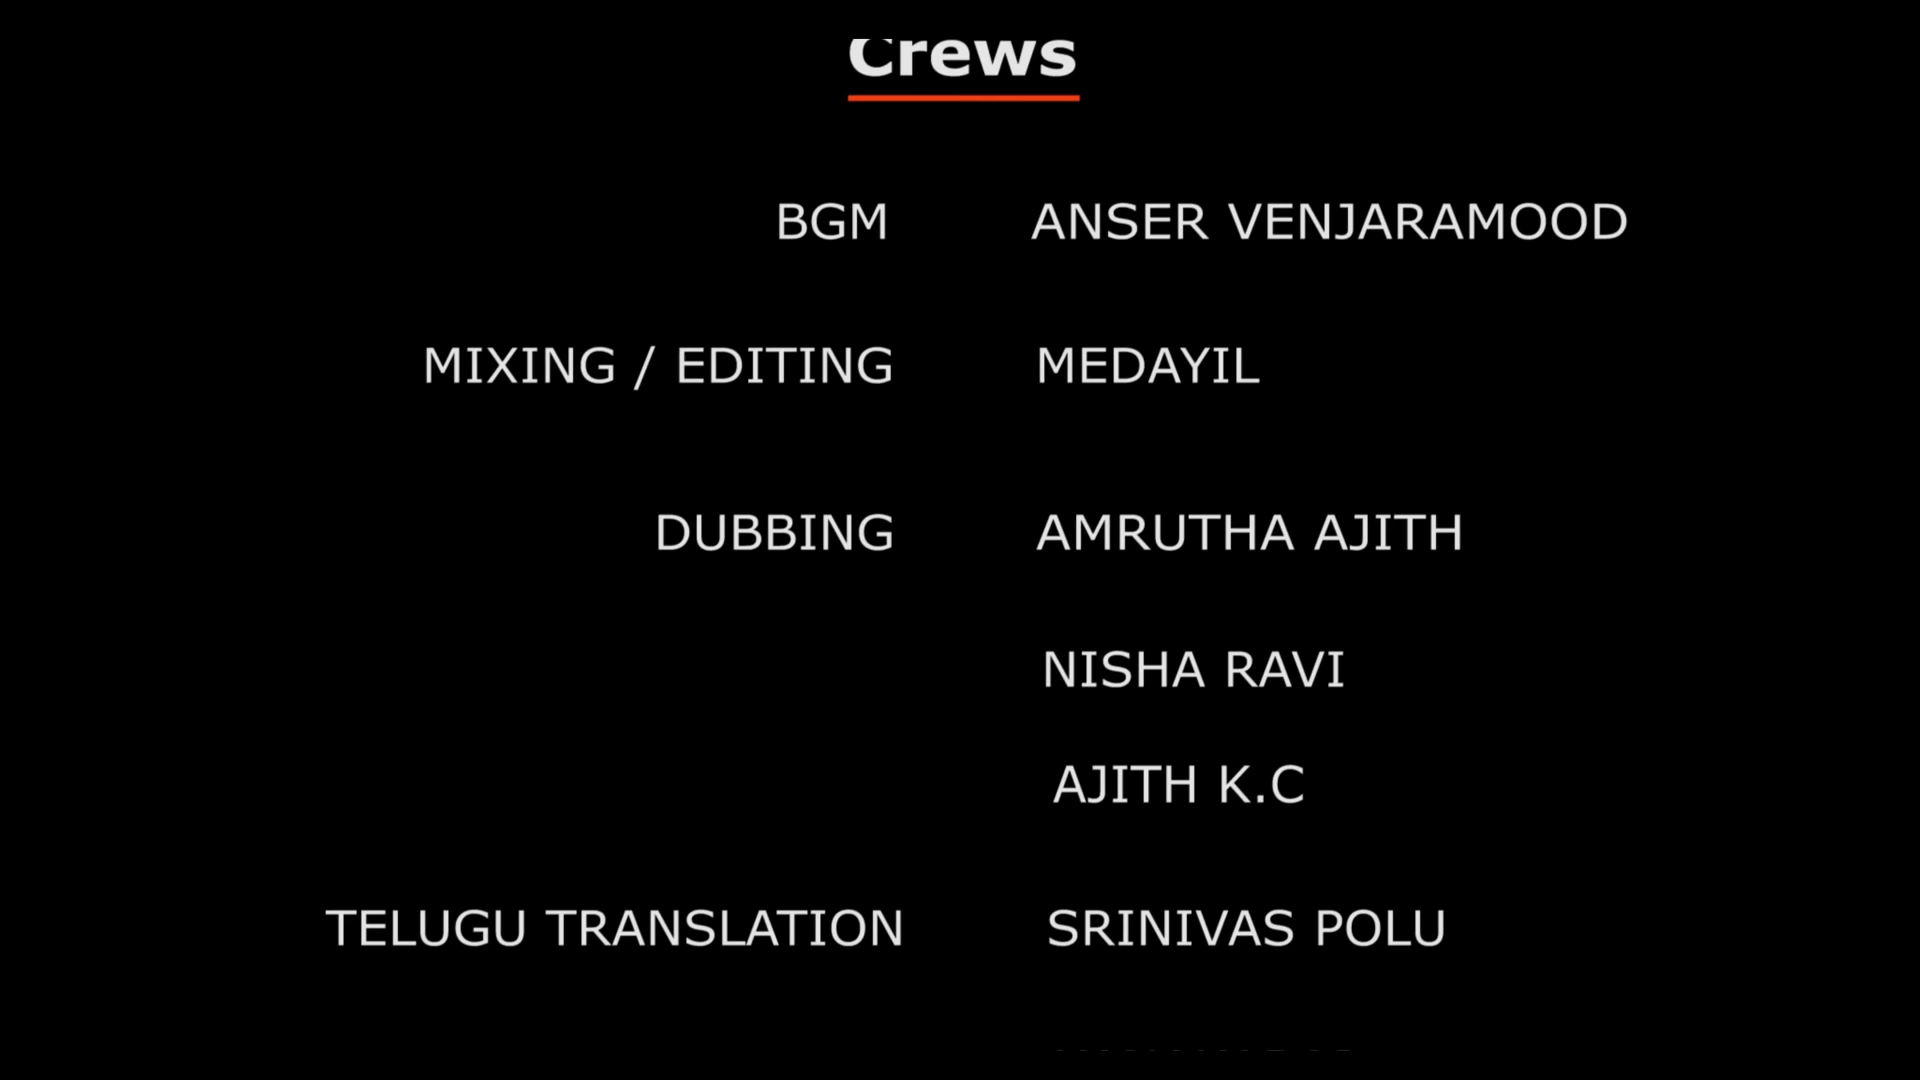 Crews
BGM ANSER VENJARAMOOD
MIXING / EDITING MEDAYIL
DUBBING AMRUTHA AJITH
NISHA RAVI
AJITH K.C
TELUGU TRANSLATION SRINIVAS POLU